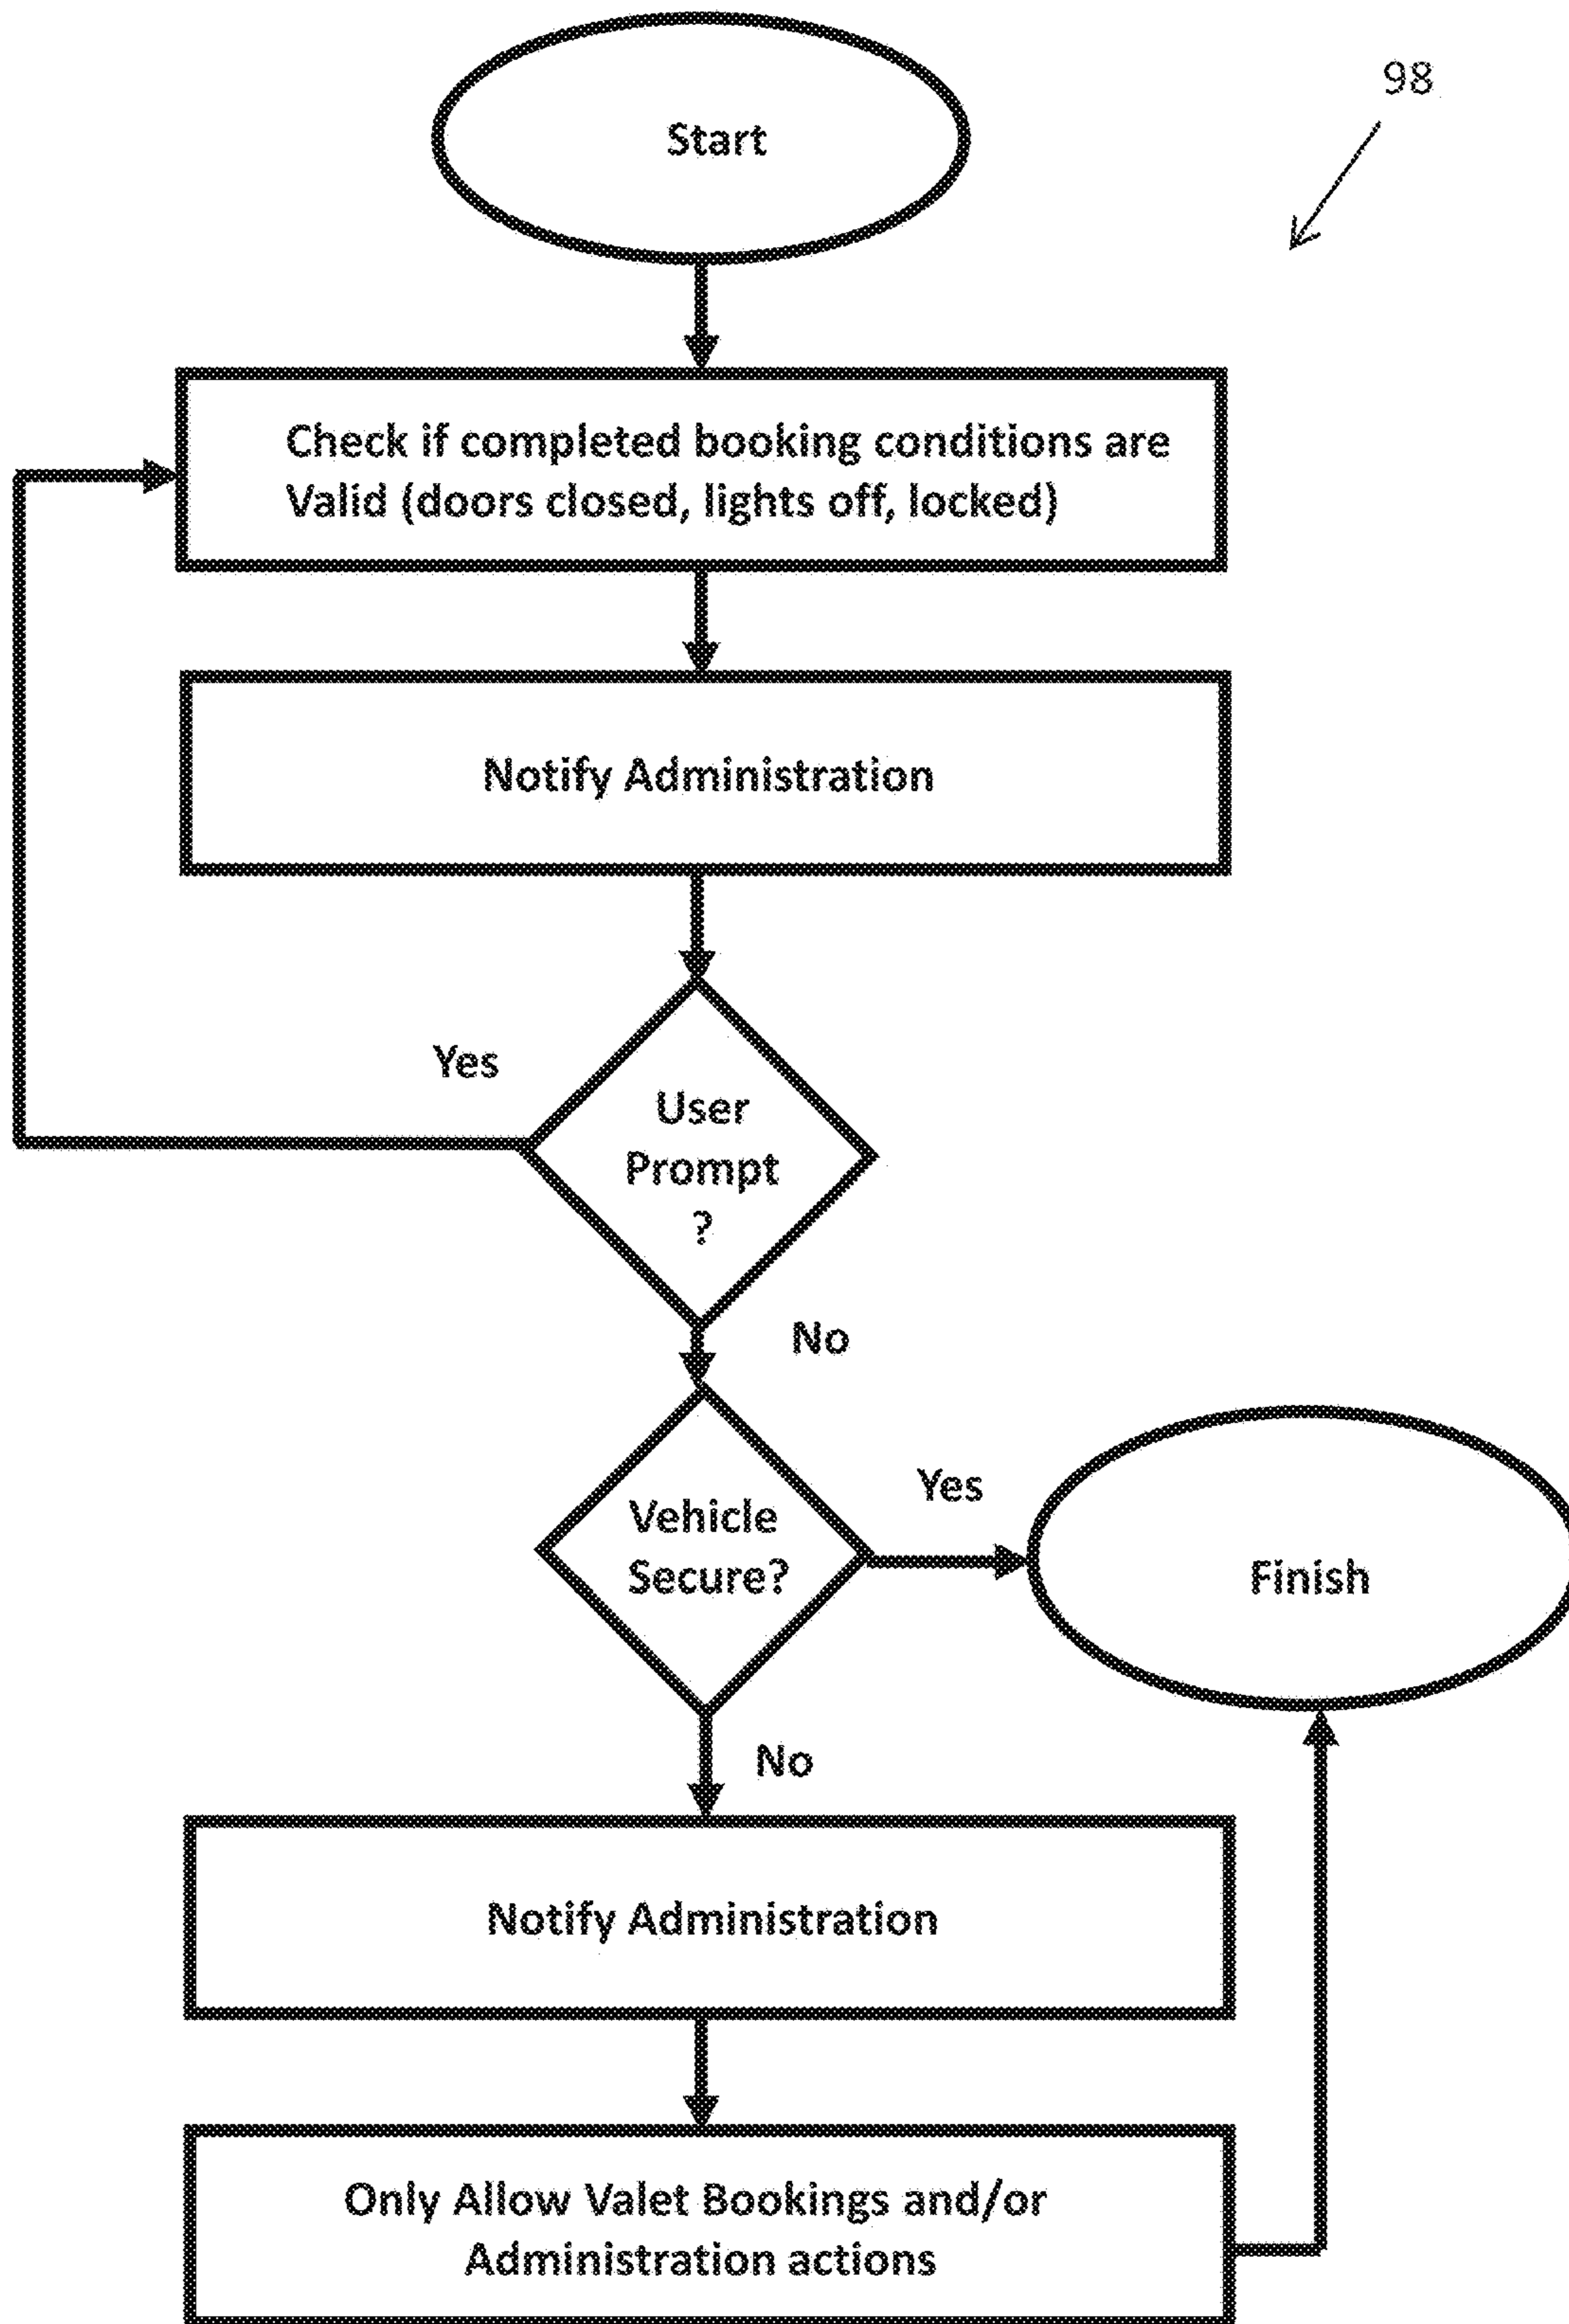 Start
98
Check if completed booking conditions are
Valid (doors closed, lights off, locked)
Notify Administration
Yes
User
Prompt
?
No
Vehicle
Secure?
Yes
Finish
No
Notify Administration
Only Allow Valet Bookings and/or
Administration actions